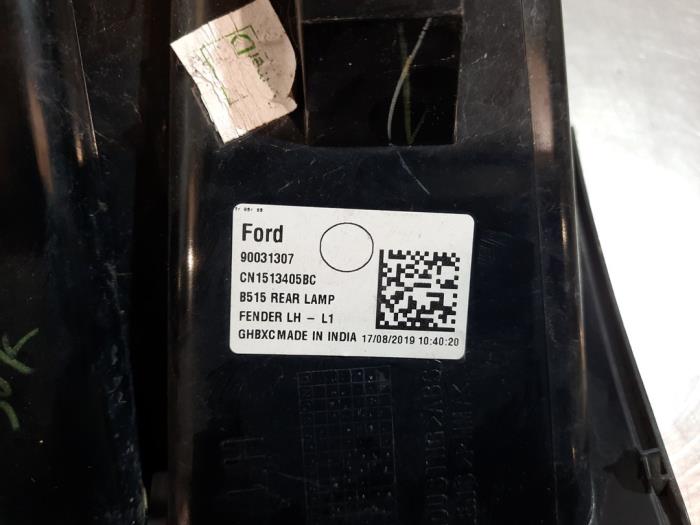 Ford
90031307
CN1513405BC
B515 REAR LAMP
FENDER LH - L1
GHBXC MADE IN INDIA 17/08/2019 10:40:20
LH